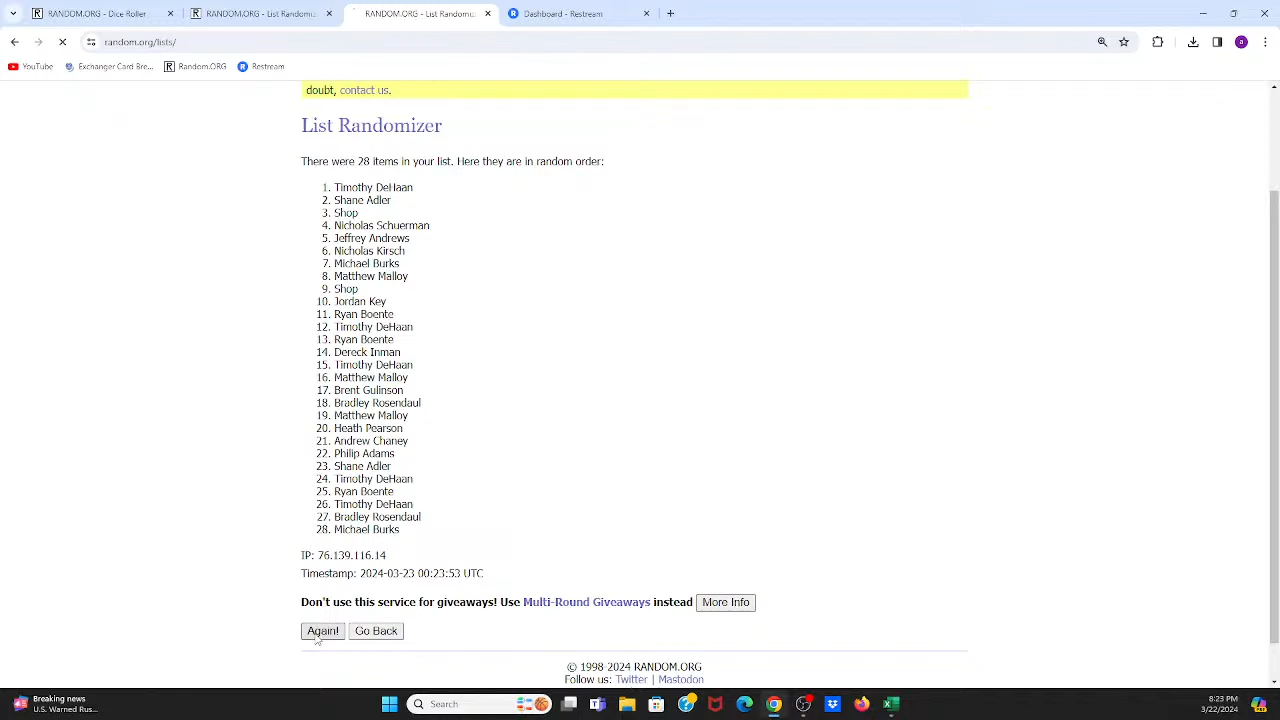 RANDOM.ORG - Dice Roller
RANDOM.ORG - List Randomiz
RANDOM.ORG - List Randomiz
Dashboard - Restream
random.org/lists/
YouTube
Exchanger Card Bre...
Random.ORG
Restream
doubt, contact us.
List Randomizer
There were 28 items in your list. Here they are in random order:
1. Timothy DeHaan
2. Shane Adler
3. Shop
4. Nicholas Schuerman
5. Jeffrey Andrews
6. Nicholas Kirsch
7. Michael Burks
8. Matthew Malloy
9. Shop
10. Jordan Key
11. Ryan Boente
12. Timothy DeHaan
13. Ryan Boente
14. Dereck Inman
15. Timothy DeHaan
16. Matthew Malloy
17. Brent Gulinson
18. Bradley Rosendaul
19. Matthew Malloy
20. Heath Pearson
21. Andrew Chaney
22. Philip Adams
23. Shane Adler
24. Timothy DeHaan
25. Ryan Boente
26. Timothy DeHaan
27. Bradley Rosendaul
28. Michael Burks
IP: 76.139.116.14
Timestamp: 2024-03-23 00:23:53 UTC
Don't use this service for giveaways! Use Multi-Round Giveaways instead More Info
Again! Go Back
© 1998-2024 RANDOM.ORG
Follow us: Twitter | Mastodon
Breaking news
U.S. Warned Rus...
Search
8:23 PM
3/22/2024